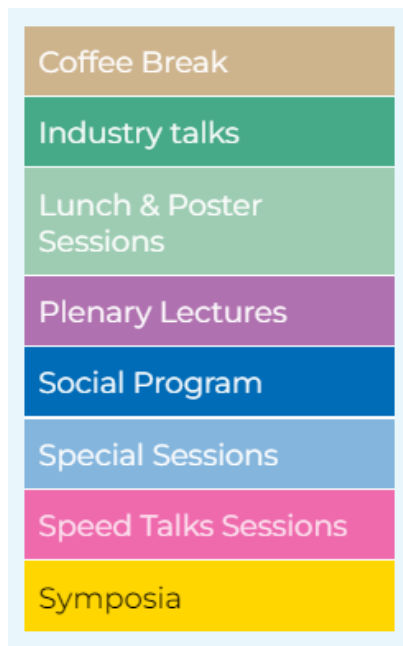 Coffee Break
Industry talks
Lunch & Poster
Sessions
Plenary Lectures
Social Program
Special Sessions
Speed Talks Sessions
Symposia